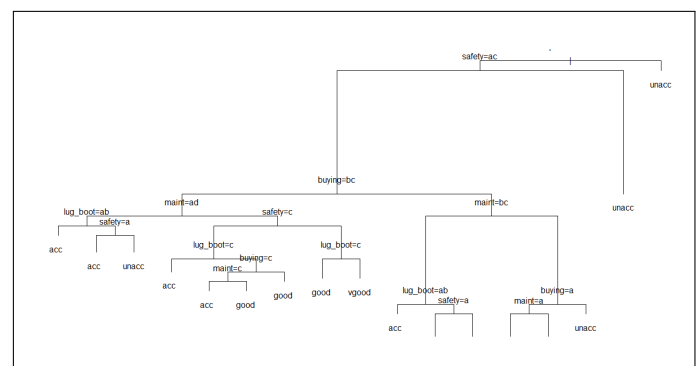 safety=ac
unacc
buying=bc
maint=ad
maint=bc
unacc
lug_boot=ab
safety=c
safety=a
acc
lug_boot=c
lug_boot=c
buying=c
acc
unacc
maint=c
acc
good
good
vgood
acc
good
lug_boot=ab
buying=a
safety=a
maint=a
acc
unacc